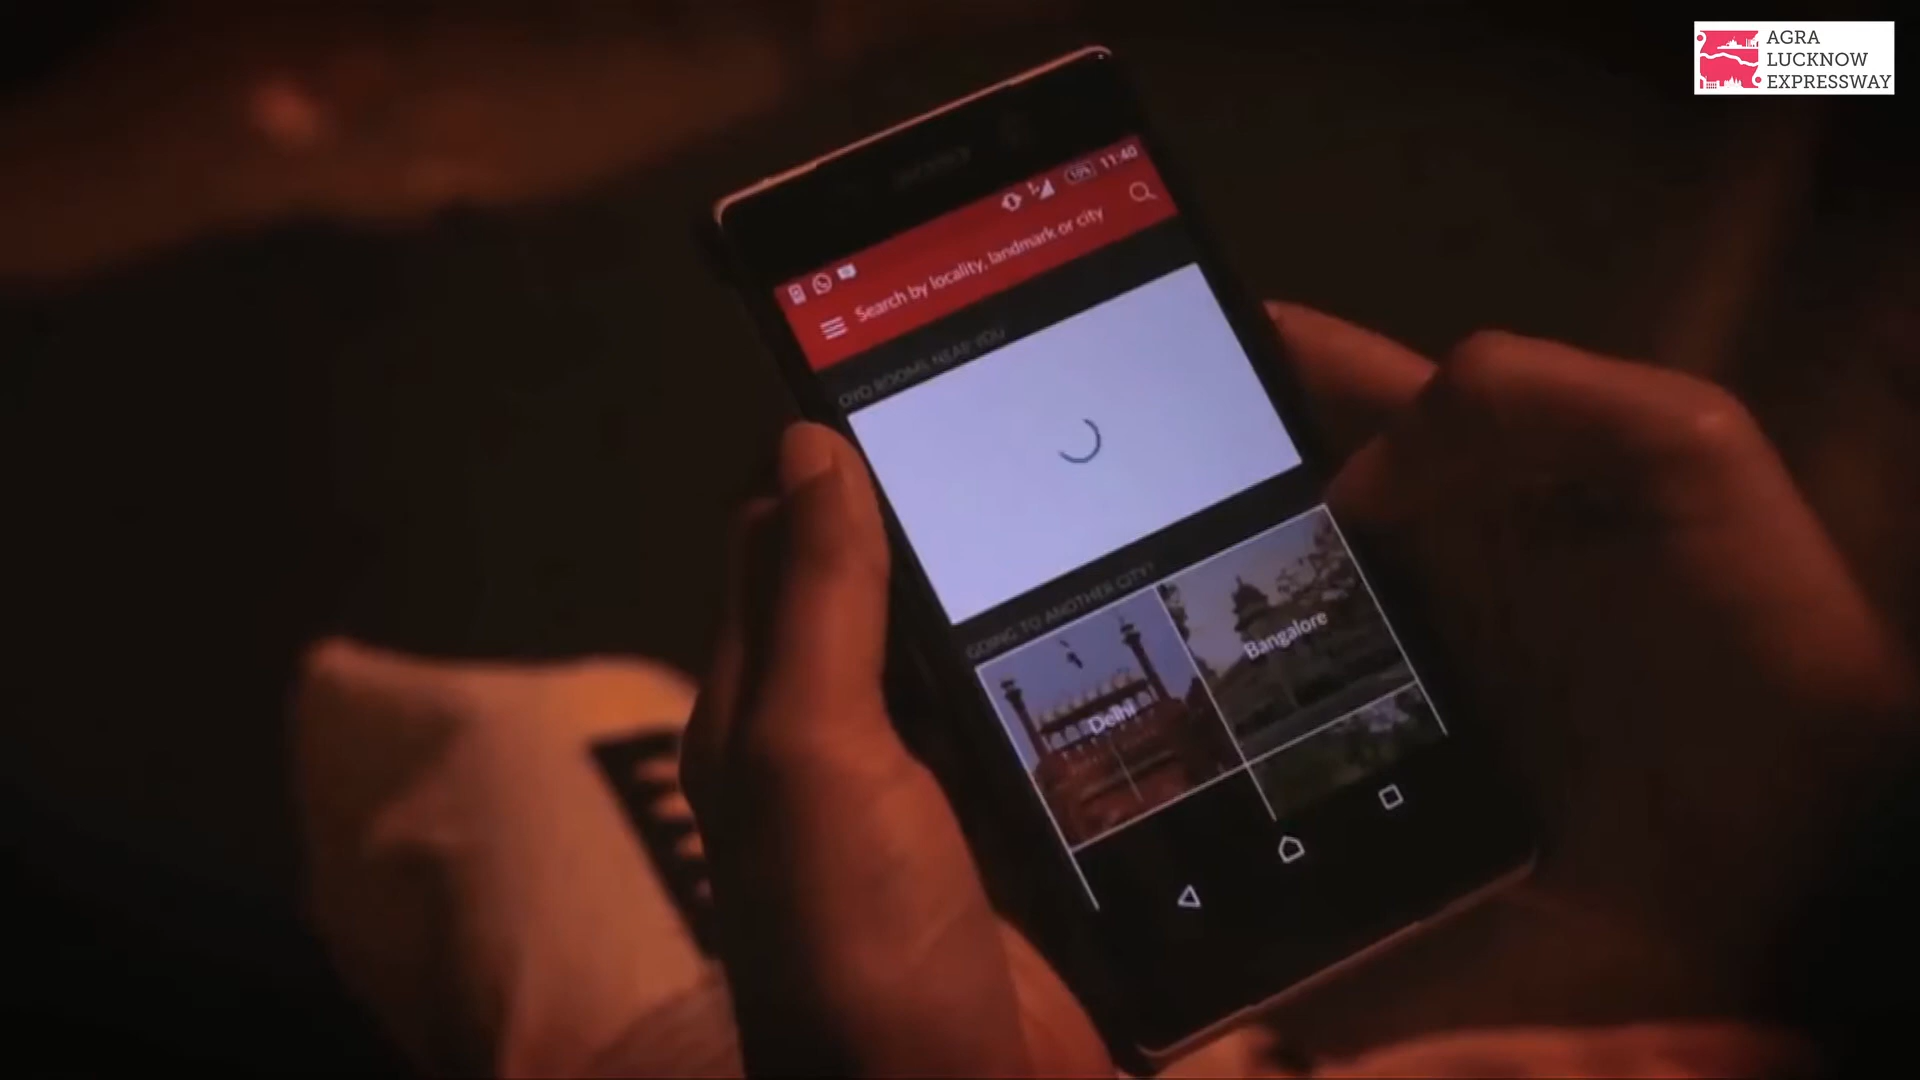 AGRA
LUCKNOW
EXPRESSWAY
11:40
Search by locality, landmark or city
OYO ROOMS NEAR YOU
GOING TO ANOTHER CITY?
Delhi
Bangalore